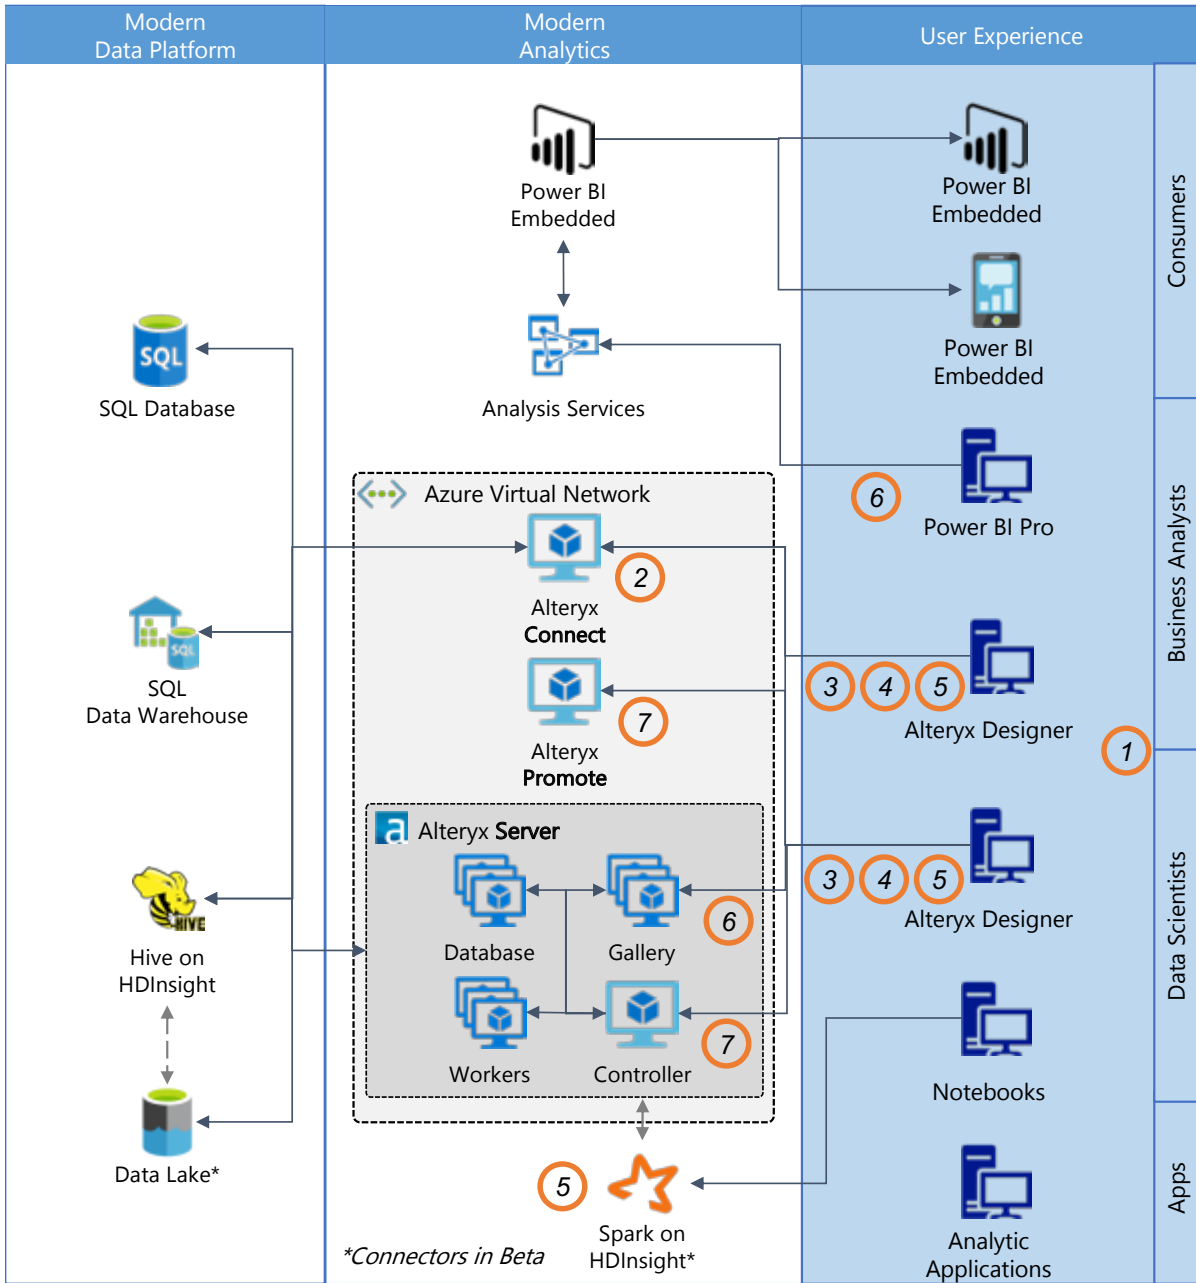 Modern
Data Platform
Modern
Analytics
User Experience
Power BI
Embedded
Power BI
Embedded
Consumers
Power BI
Embedded
SQL
SQL Database
Analysis Services
Azure Virtual Network
6
Power BI Pro
Business Analysts
2
Alteryx
Connect
SQL
SQL
Data Warehouse
3
4
5
Alteryx Designer
7
Alteryx
Promote
1
a
Alteryx Server
Database
Gallery
6
3
4
5
Alteryx Designer
Data Scientists
HIVE
Hive on
HDInsight
Workers
Controller
7
Notebooks
Data Lake*
5
Spark on
HDInsight*
*Connectors in Beta
Analytic
Applications
Apps